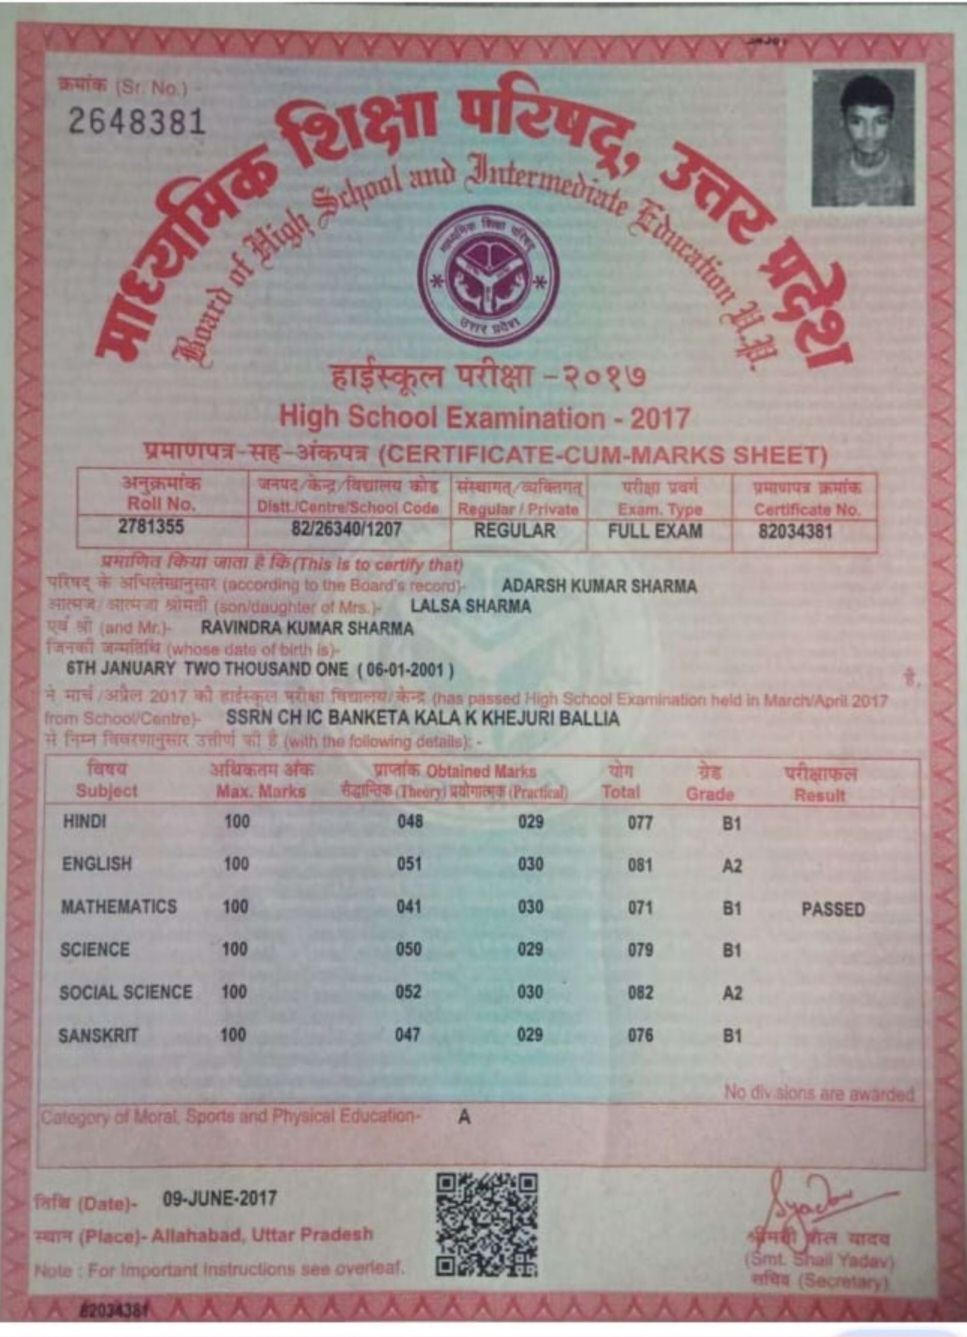 क्रमांक (Sr. No.) -
2648381
माध्यमिक शिक्षा परिषद्, उत्तर प्रदेश
Board of High School and Intermediate Education U.P.
माध्यमिक शिक्षा परिषद्
उत्तर प्रदेश
हाईस्कूल परीक्षा -२०१७
High School Examination - 2017
प्रमाणपत्र-सह-अंकपत्र (CERTIFICATE-CUM-MARKS SHEET)
अनुक्रमांक जनपद/केन्द्र/विद्यालय कोड संस्थागत/व्यक्तिगत परीक्षा प्रवर्ग प्रमाणपत्र क्रमांक
Roll No. Distt./Centre/School Code Regular / Private Exam. Type Certificate No.
2781355 82/26340/1207 REGULAR FULL EXAM 82034381
प्रमाणित किया जाता है कि (This is to certify that)
परिषद् के अभिलेखानुसार (according to the Board's record)- ADARSH KUMAR SHARMA
आत्मज/आत्मजा श्रीमती (son/daughter of Mrs.)- LALSA SHARMA
एवं श्री (and Mr.)- RAVINDRA KUMAR SHARMA
जिनकी जन्मतिथि (whose date of birth is)-
6TH JANUARY TWO THOUSAND ONE ( 06-01-2001 ) है,
ने मार्च/अप्रैल 2017 की हाईस्कूल परीक्षा विद्यालय/केन्द्र (has passed High School Examination held in March/April 2017
from School/Centre)- SSRN CH IC BANKETA KALA K KHEJURI BALLIA
से निम्न विवरणानुसार उत्तीर्ण की है (with the following details): -
विषय अधिकतम अंक प्राप्तांक Obtained Marks योग ग्रेड परीक्षाफल
Subject Max. Marks सैद्धान्तिक (Theory) प्रयोगात्मक (Practical) Total Grade Result
HINDI 100 048 029 077 B1
ENGLISH 100 051 030 081 A2
MATHEMATICS 100 041 030 071 B1 PASSED
SCIENCE 100 050 029 079 B1
SOCIAL SCIENCE 100 052 030 082 A2
SANSKRIT 100 047 029 076 B1
No divisions are awarded
Category of Moral, Sports and Physical Education- A
तिथि (Date)- 09-JUNE-2017
स्थान (Place)- Allahabad, Uttar Pradesh
Note : For Important Instructions see overleaf.
SYadav
श्रीमती शैल यादव
(Smt. Shail Yadav)
सचिव (Secretary)
82034381